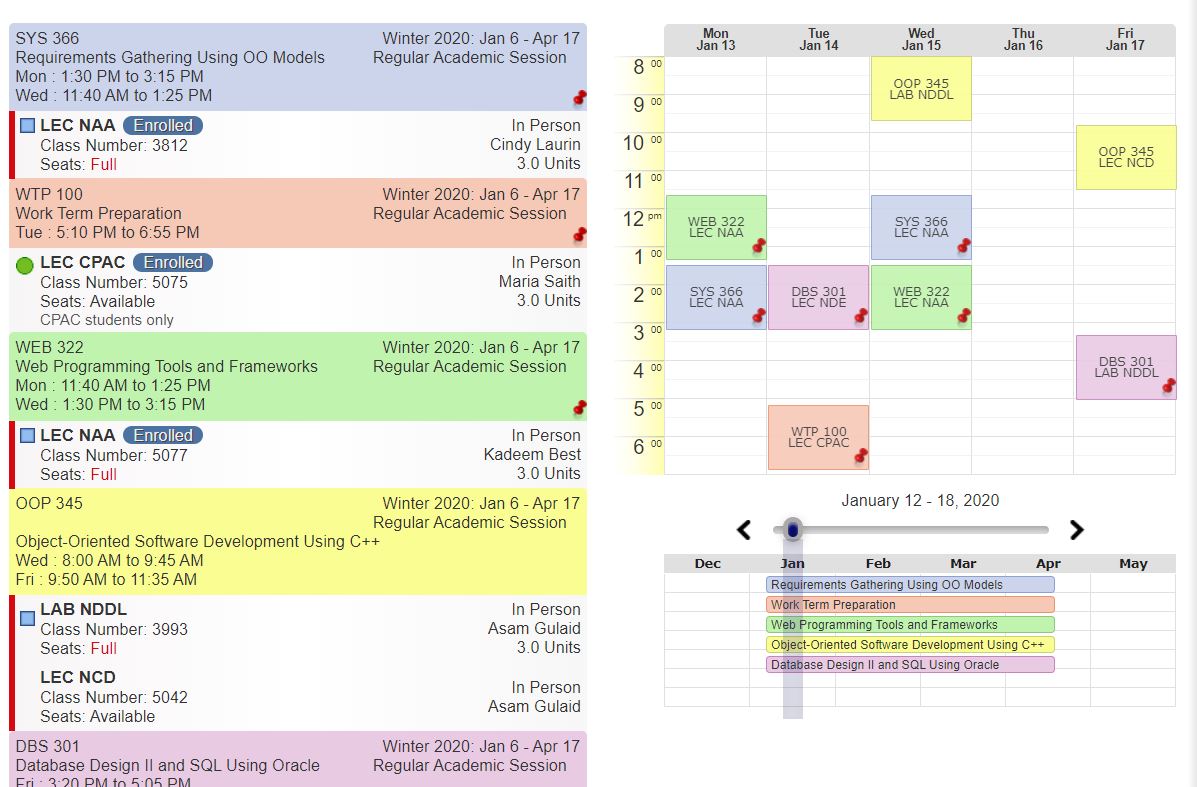 SYS 366 Winter 2020: Jan 6 - Apr 17
Requirements Gathering Using OO Models Regular Academic Session
Mon : 1:30 PM to 3:15 PM
Wed : 11:40 AM to 1:25 PM
LEC NAA Enrolled In Person
Class Number: 3812 Cindy Laurin
Seats: Full 3.0 Units
WTP 100 Winter 2020: Jan 6 - Apr 17
Work Term Preparation Regular Academic Session
Tue : 5:10 PM to 6:55 PM
LEC CPAC Enrolled In Person
Class Number: 5075 Maria Saith
Seats: Available 3.0 Units
CPAC students only
WEB 322 Winter 2020: Jan 6 - Apr 17
Web Programming Tools and Frameworks Regular Academic Session
Mon : 11:40 AM to 1:25 PM
Wed : 1:30 PM to 3:15 PM
LEC NAA Enrolled In Person
Class Number: 5077 Kadeem Best
Seats: Full 3.0 Units
OOP 345 Winter 2020: Jan 6 - Apr 17
Regular Academic Session
Object-Oriented Software Development Using C++
Wed : 8:00 AM to 9:45 AM
Fri : 9:50 AM to 11:35 AM
LAB NDDL In Person
Class Number: 3993 Asam Gulaid
Seats: Full 3.0 Units
LEC NCD In Person
Class Number: 5042 Asam Gulaid
Seats: Available
DBS 301 Winter 2020: Jan 6 - Apr 17
Database Design II and SQL Using Oracle Regular Academic Session
Fri : 3:20 PM to 5:05 PM
Mon Tue Wed Thu Fri
Jan 13 Jan 14 Jan 15 Jan 16 Jan 17
8 00
OOP 345
LAB NDDL
9 00
10 00
OOP 345
LEC NCD
11 00
12 pm
WEB 322 SYS 366
LEC NAA LEC NAA
1 00
2 00
SYS 366 DBS 301 WEB 322
LEC NAA LEC NDE LEC NAA
3 00
4 00
DBS 301
LAB NDDL
5 00
WTP 100
LEC CPAC
6 00
January 12 - 18, 2020
Dec Jan Feb Mar Apr May
Requirements Gathering Using OO Models
Work Term Preparation
Web Programming Tools and Frameworks
Object-Oriented Software Development Using C++
Database Design II and SQL Using Oracle